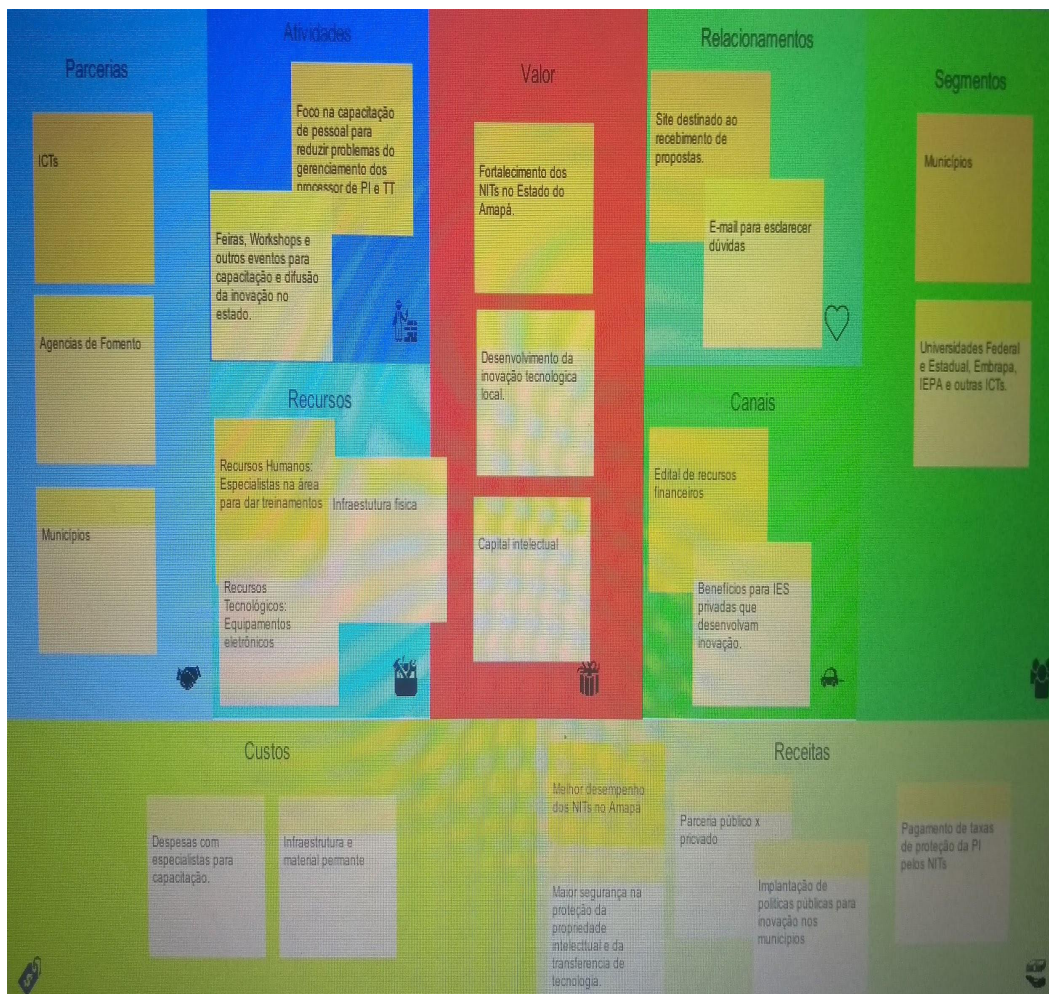 Parcerias
ICTs
Agencias de Fomento
Municípios
Atividades
Foco na capacitação
de pessoal para
reduzir problemas do
gerenciamento dos
processor de PI e TT
Feiras, Workshops e
outros eventos para
capacitação e difusão
da inovação no
estado.
Recursos
Recursos Humanos:
Especialistas na área
para dar treinamentos
Infraestutura fisica
Recursos
Tecnológicos:
Equipamentos
eletrônicos
Valor
Fortalecimento dos
NITs no Estado do
Amapá.
Desenvolvimento da
inovação tecnológica
local.
Capital intelectual
Relacionamentos
Site destinado ao
recebimento de
propostas.
E-mail para esclarecer
dúvidas
Canais
Edital de recursos
financeiros
Benefícios para IES
privadas que
desenvolvam
inovação.
Segmentos
Municípios
Universidades Federal
e Estadual, Embrapa,
IEPA e outras ICTs.
Custos
Despesas com
especialistas para
capacitação.
Infraestrutura e
material permante
Receitas
Melhor desempenho
dos NITs no Amapá
Maior segurança na
proteção da
propriedade
intelecttual e da
transferencia de
tecnologia.
Parceria público x
pricvado
Implantação de
políticas públicas para
inovação nos
municípios
Pagamento de taxas
de proteção da PI
pelos NITs